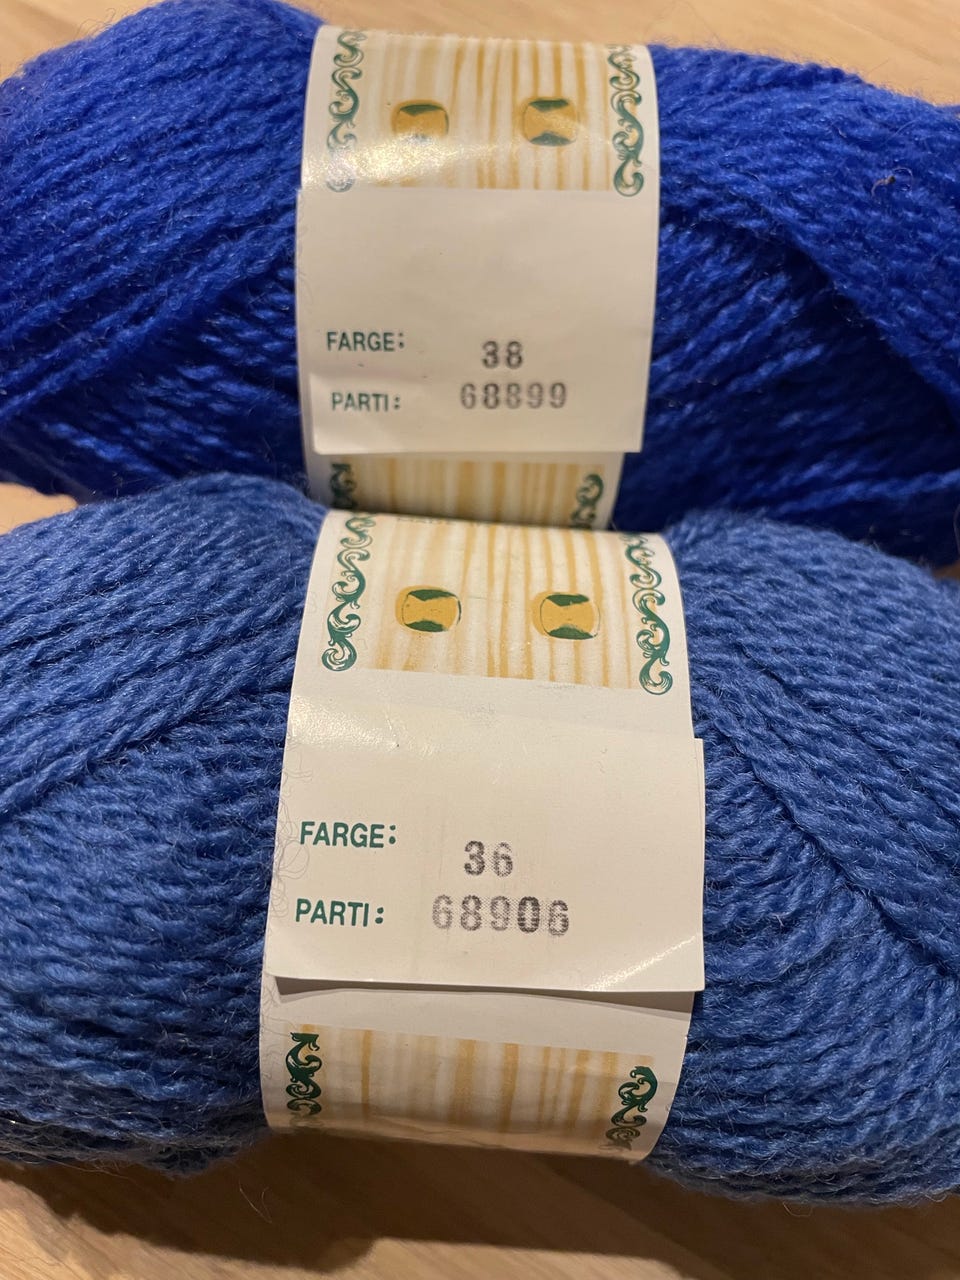 FARGE: 38
PARTI: 68899
FARGE: 36
PARTI: 68906